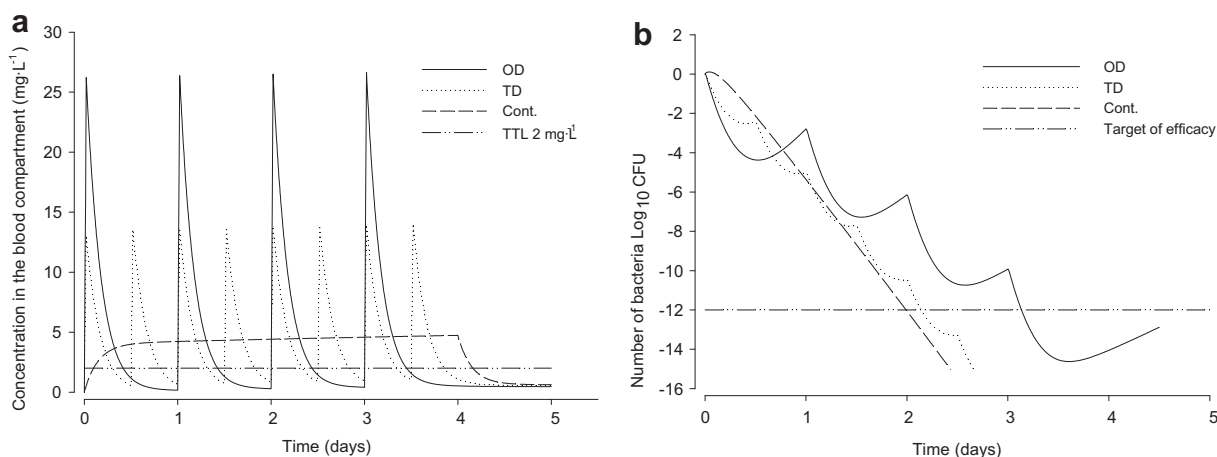 a
Concentration in the blood compartment (mg·L-1)
30
25
20
15
10
5
0
OD
TD
Cont.
TTL 2 mg·L-1
0 1 2 3 4 5
Time (days)
b
Number of bacteria Log10 CFU
2
0
-2
-4
-6
-8
-10
-12
-14
-16
OD
TD
Cont.
Target of efficacy
0 1 2 3 4 5
Time (days)